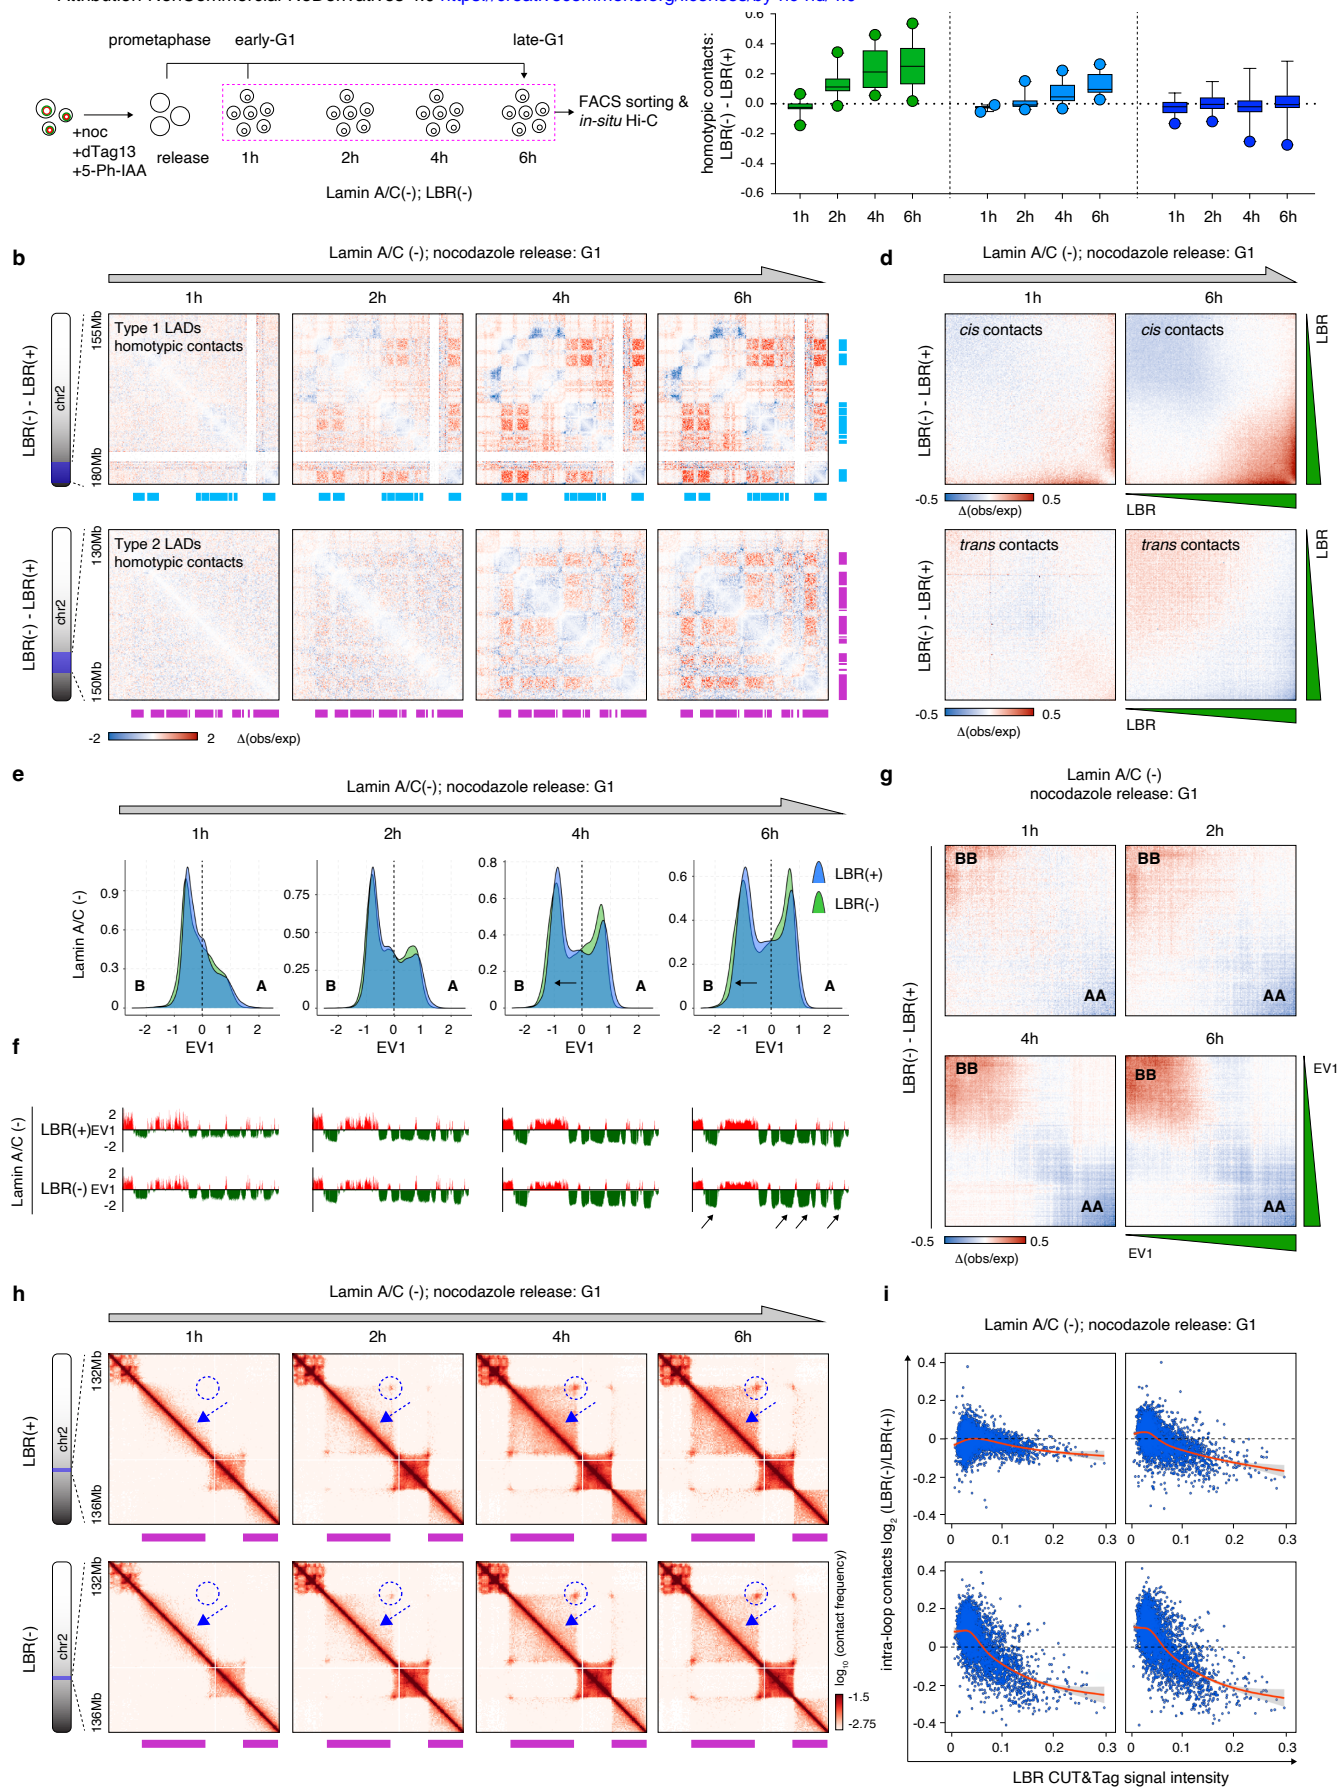 prometaphase early-G1 late-G1
+noc
+dTag13
+5-Ph-IAA
release
1h 2h 4h 6h
FACS sorting &
in-situ Hi-C
Lamin A/C(-); LBR(-)
homotypic contacts:
LBR(-) - LBR(+)
0.6
0.4
0.2
0.0
-0.2
-0.4
-0.6
1h 2h 4h 6h 1h 2h 4h 6h 1h 2h 4h 6h
b
Lamin A/C (-); nocodazole release: G1
1h 2h 4h 6h
LBR(-) - LBR(+)
chr2
155Mb
180Mb
Type 1 LADs
homotypic contacts
LBR(-) - LBR(+)
chr2
130Mb
150Mb
Type 2 LADs
homotypic contacts
-2 2 Δ(obs/exp)
d
Lamin A/C (-); nocodazole release: G1
1h 6h
LBR(-) - LBR(+)
cis contacts cis contacts
LBR
-0.5 0.5
Δ(obs/exp)
LBR
LBR(-) - LBR(+)
trans contacts trans contacts
LBR
-0.5 0.5
Δ(obs/exp)
LBR
e
Lamin A/C(-); nocodazole release: G1
1h 2h 4h 6h
Lamin A/C (-)
0.9
0.6
0.3
0
B A
-2 -1 0 1 2
EV1
0.75
0.50
0.25
0
B A
-2 -1 0 1 2
EV1
0.8
0.6
0.4
0.2
0
B A
-2 -1 0 1 2
EV1
0.6
0.4
0.2
0
B A
-2 -1 0 1 2
EV1
LBR(+)
LBR(-)
f
Lamin A/C (-)
LBR(+) EV1
2
-2
LBR(-) EV1
2
-2
g
Lamin A/C (-)
nocodazole release: G1
1h 2h
BB AA BB AA
LBR(-) - LBR(+)
4h 6h
BB AA BB AA
EV1
-0.5 0.5
Δ(obs/exp)
EV1
h
Lamin A/C (-); nocodazole release: G1
1h 2h 4h 6h
LBR(+)
chr2
132Mb
136Mb
LBR(-)
chr2
132Mb
136Mb
log10 (contact frequency)
-1.5
-2.75
i
Lamin A/C (-); nocodazole release: G1
intra-loop contacts log2 (LBR(-)/LBR(+))
0.4
0.2
0
-0.2
-0.4
0 0.1 0.2 0.3 0 0.1 0.2 0.3
0.4
0.2
0
-0.2
-0.4
0 0.1 0.2 0.3 0 0.1 0.2 0.3
LBR CUT&Tag signal intensity